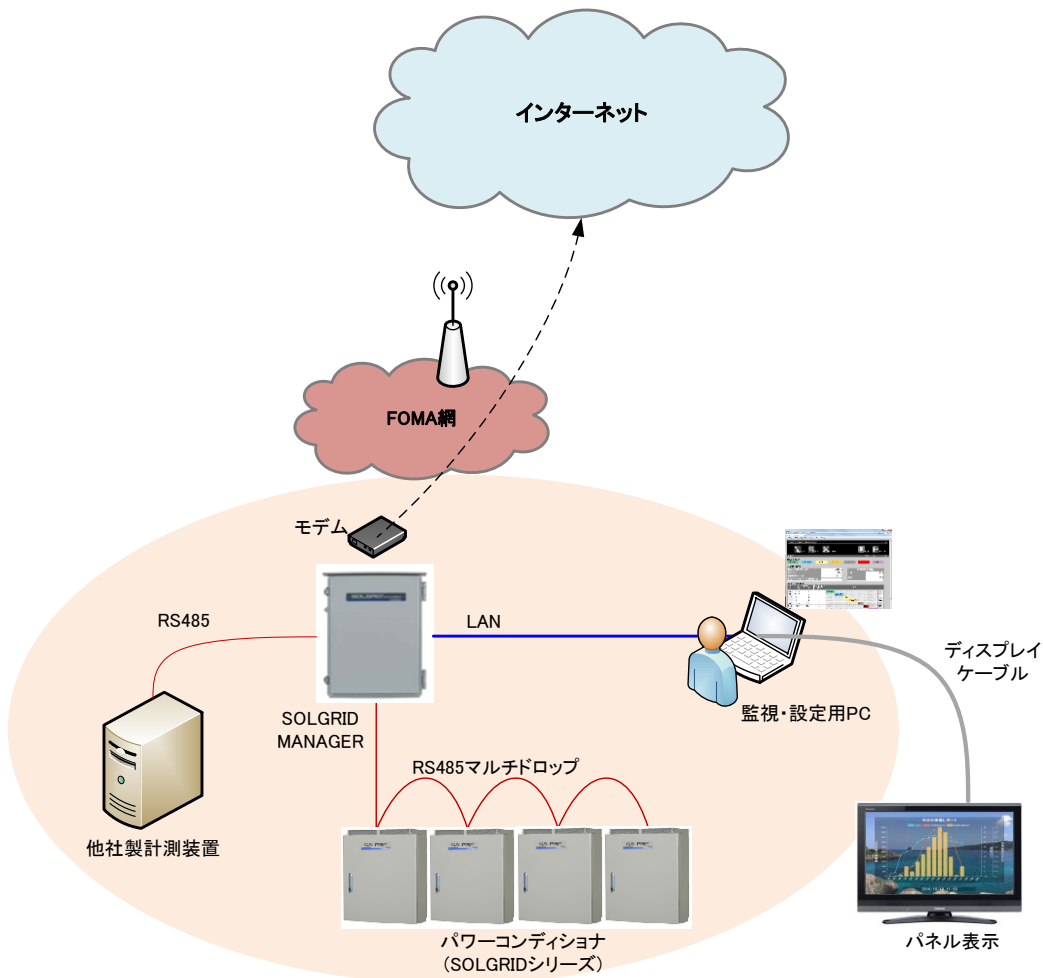 インターネット
FOMA網
モデム
SOLGRID
RS485
LAN
ディスプレイ
ケーブル
監視・設定用PC
SOLGRID
MANAGER
RS485マルチドロップ
他社製計測装置
パワーコンディショナ
(SOLGRIDシリーズ)
パネル表示